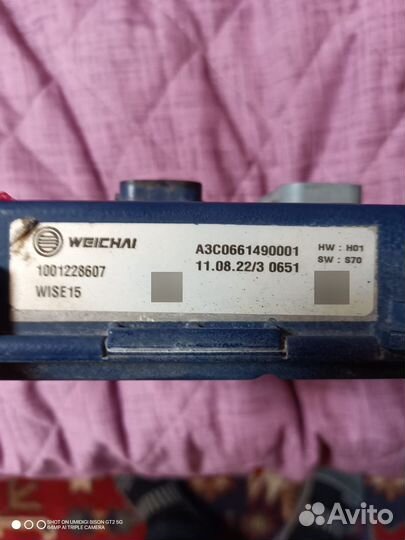 WEICHAI
1001228607
WISE15
A3C0661490001
11.08.22/3 0651
HW : H01
SW : S70
SHOT ON UMIDIGI BISON GT2 5G
64MP AI TRIPLE CAMERA
Avito